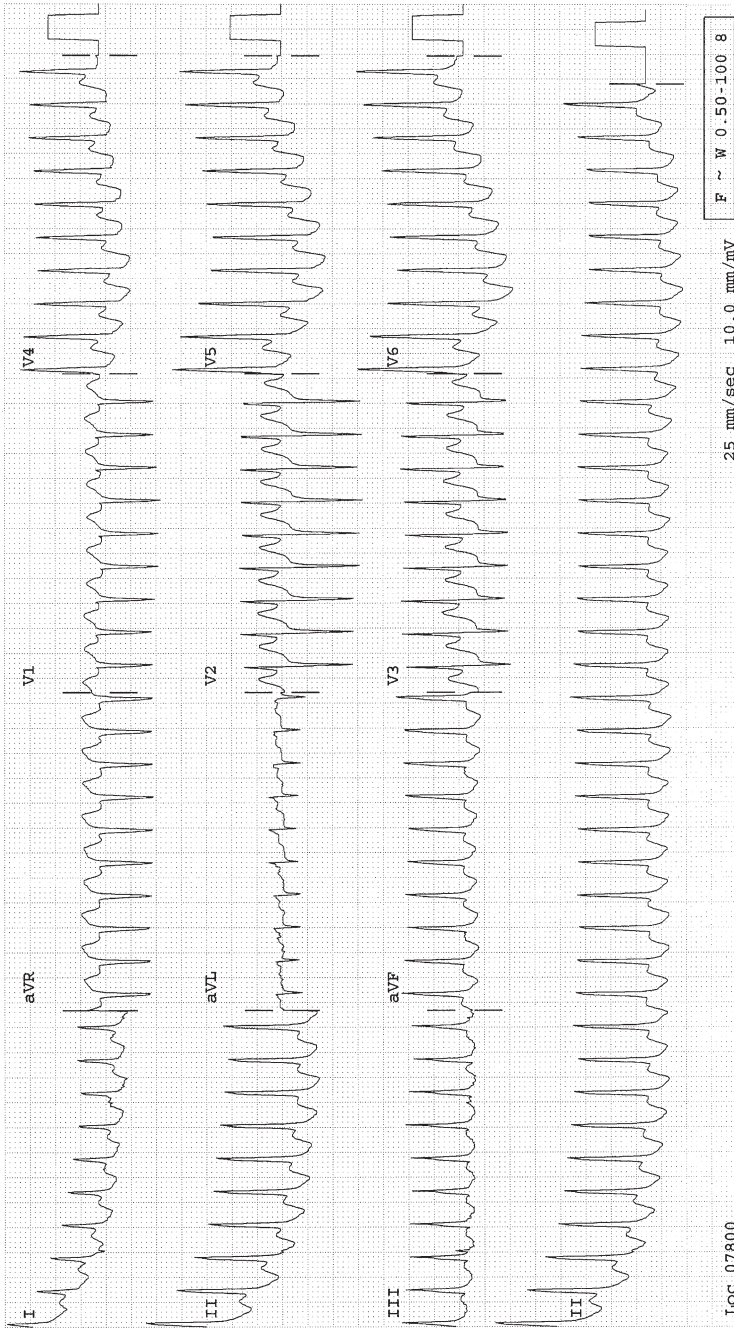 I aVR V1 V4
II aVL V2 V5
III aVF V3 V6
II
LOC 07800 25 mm/sec 10.0 mm/mV F ~ W 0.50-100 8